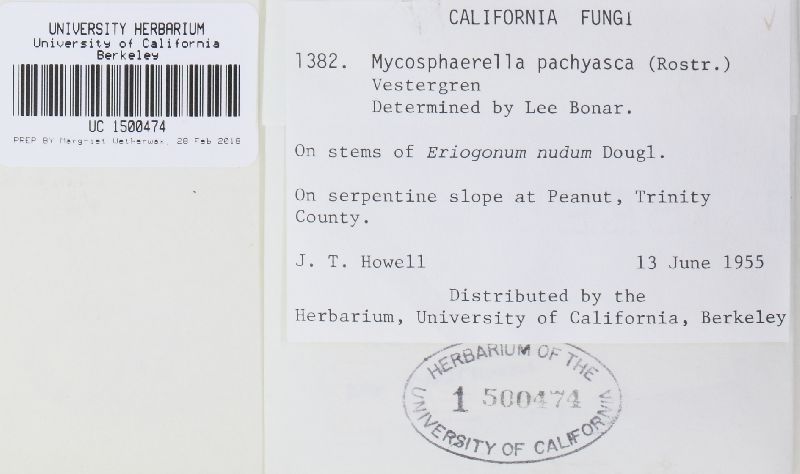 UNIVERSITY HERBARIUM
University of California
Berkeley
UC 1500474
PREP BY Margriet Wetherwax, 28 Feb 2018
CALIFORNIA FUNGI
1382. Mycosphaerella pachyasca (Rostr.)
Vestergren
Determined by Lee Bonar.
On stems of Eriogonum nudum Dougl.
On serpentine slope at Peanut, Trinity
County.
J. T. Howell 13 June 1955
Distributed by the
Herbarium, University of California, Berkeley
HERBARIUM OF THE
1 500474
UNIVERSITY OF CALIFORNIA